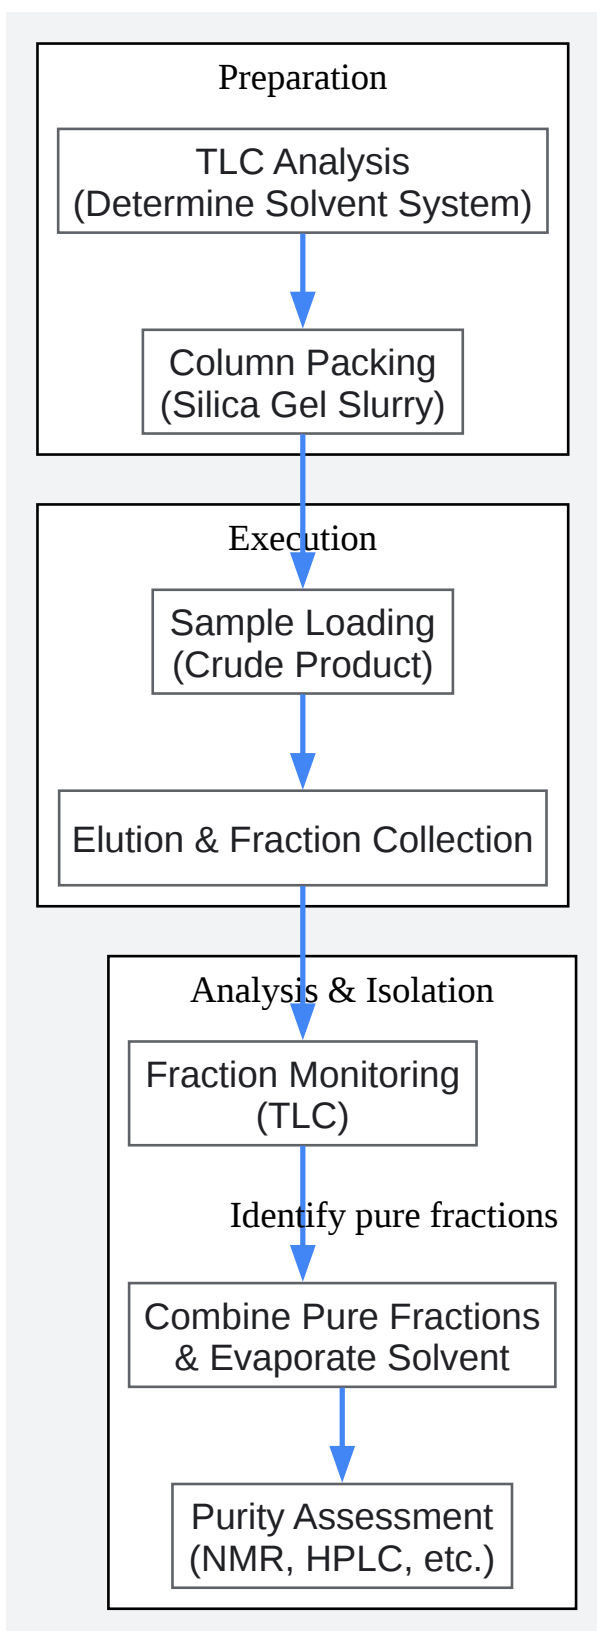 Preparation
TLC Analysis
(Determine Solvent System)
Column Packing
(Silica Gel Slurry)
Execution
Sample Loading
(Crude Product)
Elution & Fraction Collection
Analysis & Isolation
Fraction Monitoring
(TLC)
Identify pure fractions
Combine Pure Fractions
& Evaporate Solvent
Purity Assessment
(NMR, HPLC, etc.)